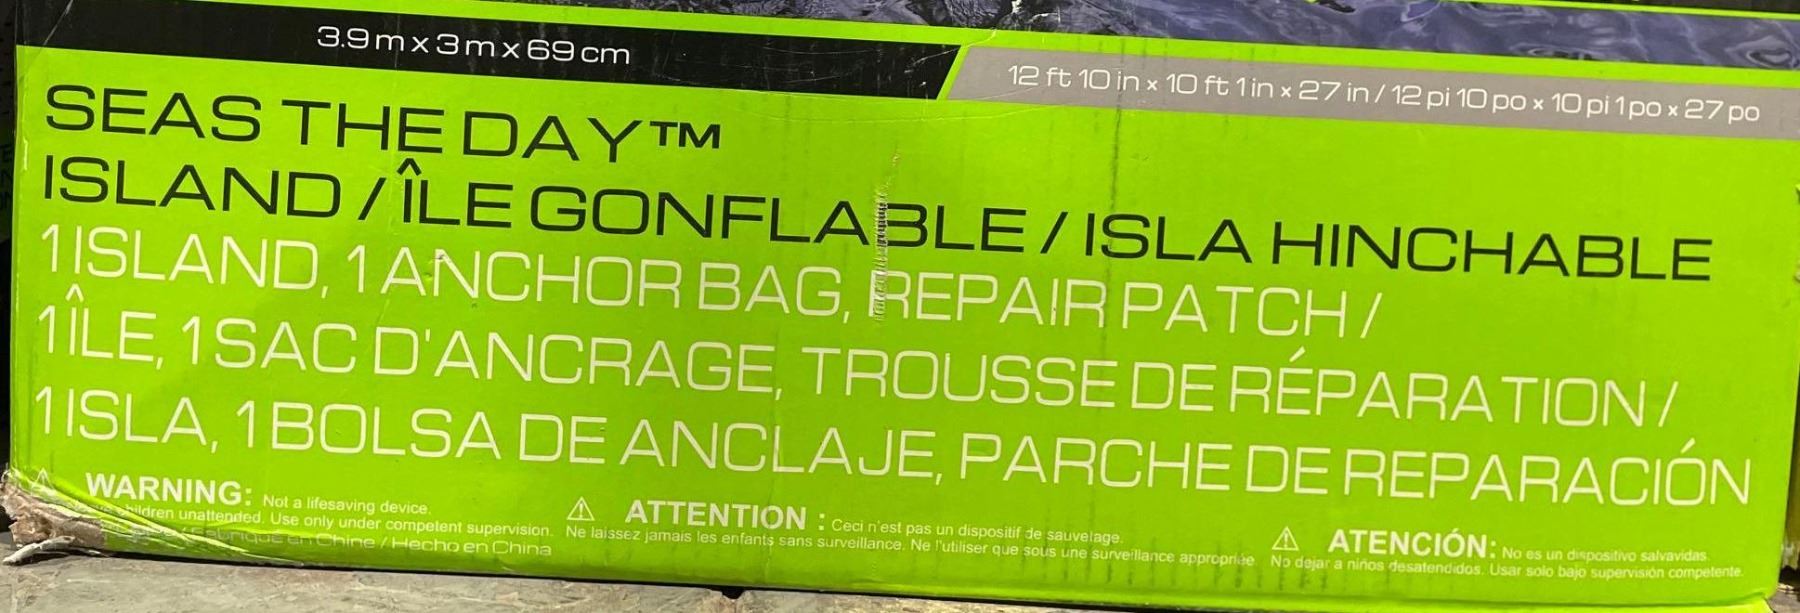 3.9 m x 3 m x 69 cm
12 ft 10 in x 10 ft 1 in x 27 in / 12 pi 10 po x 10 pi 1 po x 27 po
SEAS THE DAY™
ISLAND / ÎLE GONFLABLE / ISLA HINCHABLE
1 ISLAND, 1 ANCHOR BAG, REPAIR PATCH /
1 ÎLE, 1 SAC D'ANCRAGE, TROUSSE DE RÉPARATION /
1 ISLA, 1 BOLSA DE ANCLAJE, PARCHE DE REPARACIÓN
WARNING: Not a lifesaving device.
children unattended. Use only under competent supervision.
Fabriqué en Chine / Hecho en China
ATTENTION : Ceci n'est pas un dispositif de sauvetage.
Ne laissez jamais les enfants sans surveillance. Ne l'utiliser que sous une surveillance appropriée
ATENCIÓN: No es un dispositivo salvavidas.
No dejar a niños desatendidos. Usar solo bajo supervisión competente.